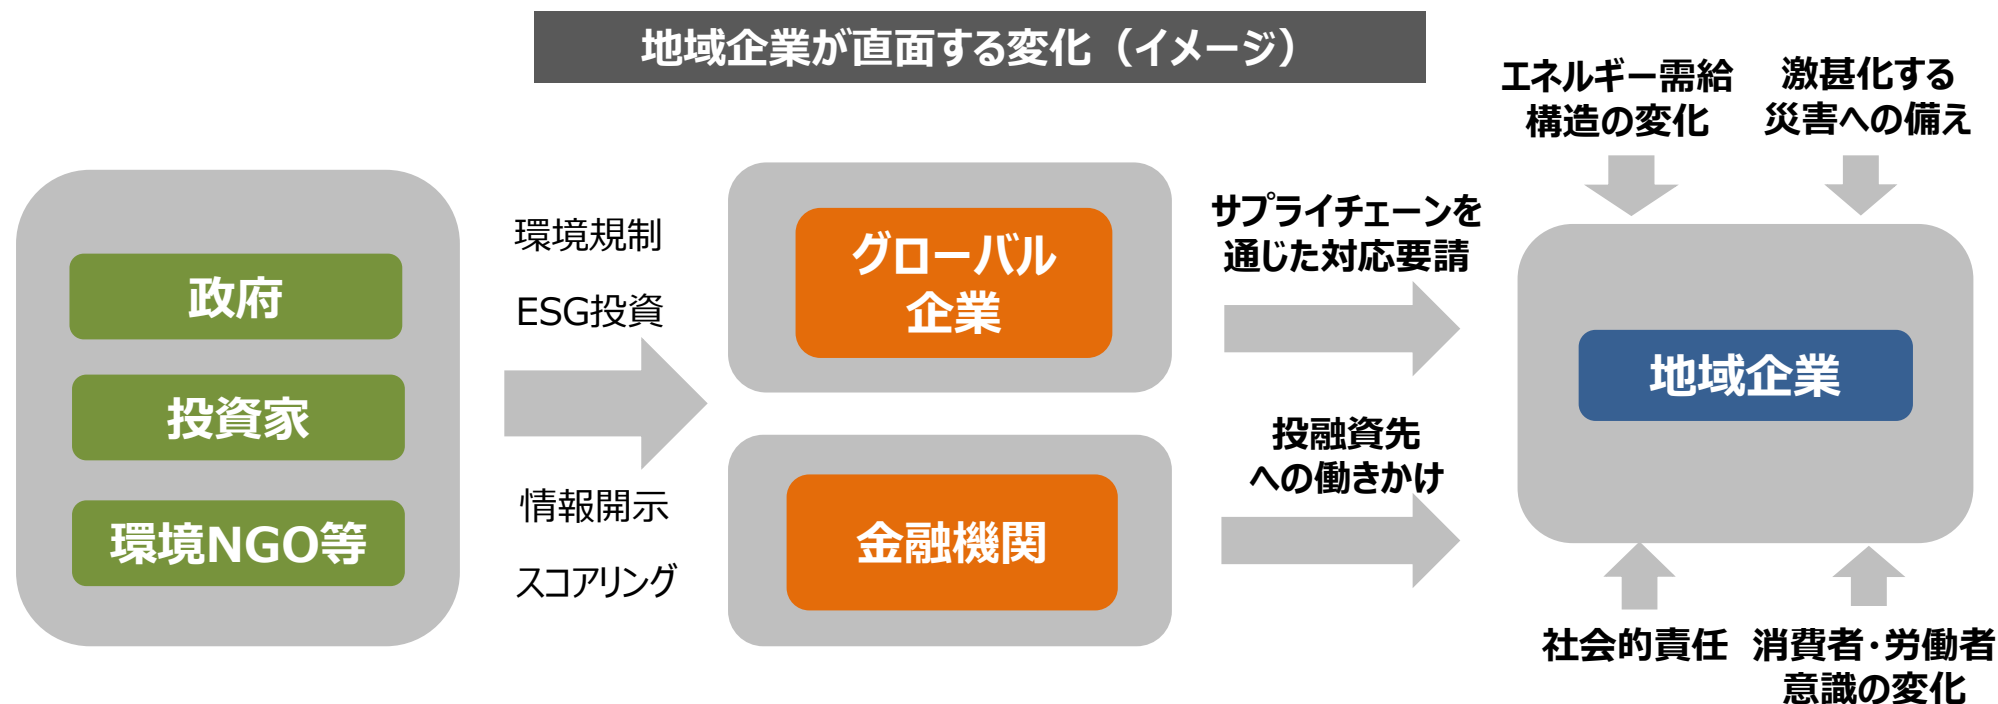 地域企業が直面する変化（イメージ）
政府
投資家
環境NGO等
環境規制
ESG投資
情報開示
スコアリング
グローバル
企業
金融機関
サプライチェーンを
通じた対応要請
投融資先
への働きかけ
エネルギー需給
構造の変化
激甚化する
災害への備え
地域企業
社会的責任
消費者・労働者
意識の変化